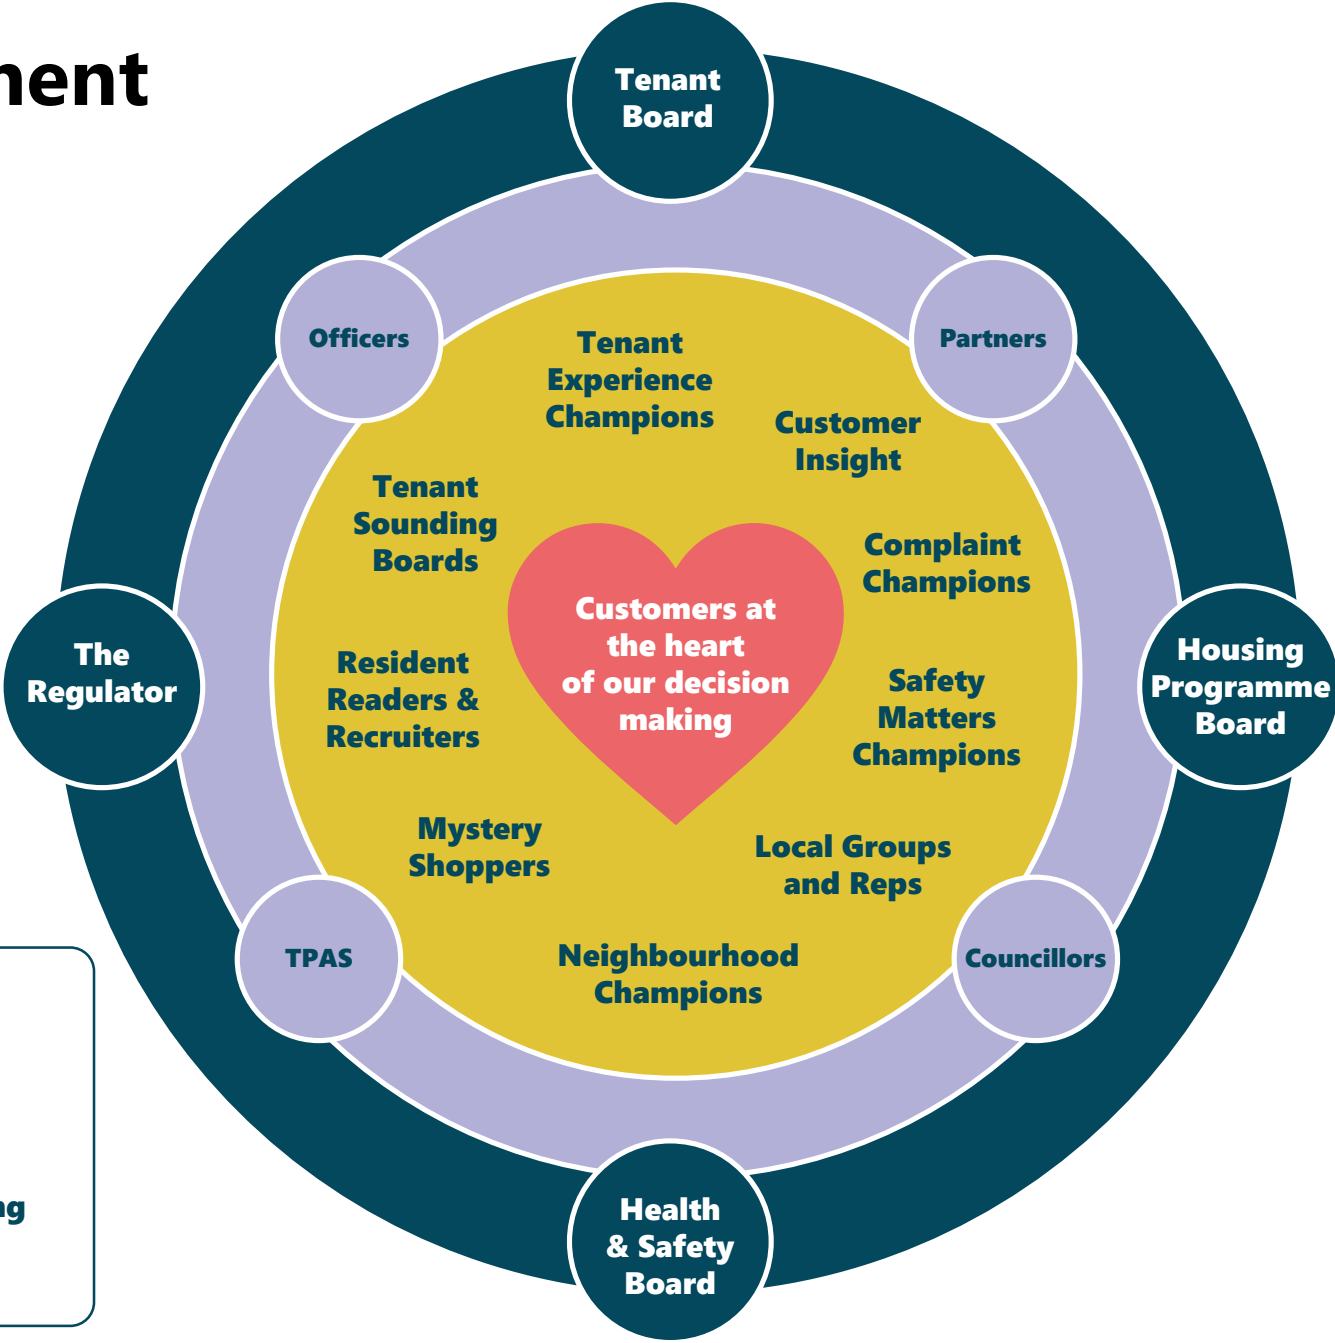 Tenant
Board
Officers
Partners
Tenant
Experience
Champions
Customer
Insight
Tenant
Sounding
Boards
Complaint
Champions
Customers at
the heart
of our decision
making
The
Regulator
Resident
Readers &
Recruiters
Safety
Matters
Champions
Housing
Programme
Board
Mystery
Shoppers
Local Groups
and Reps
TPAS
Neighbourhood
Champions
Councillors
Health
& Safety
Board